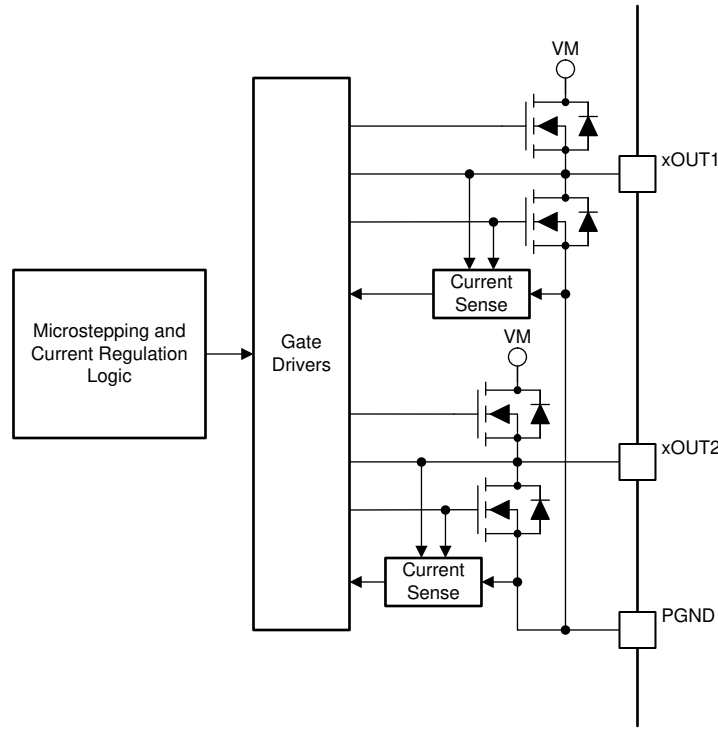 VM
xOUT1
Current
Sense
Microstepping and
Current Regulation
Logic
Gate
Drivers
VM
xOUT2
Current
Sense
PGND